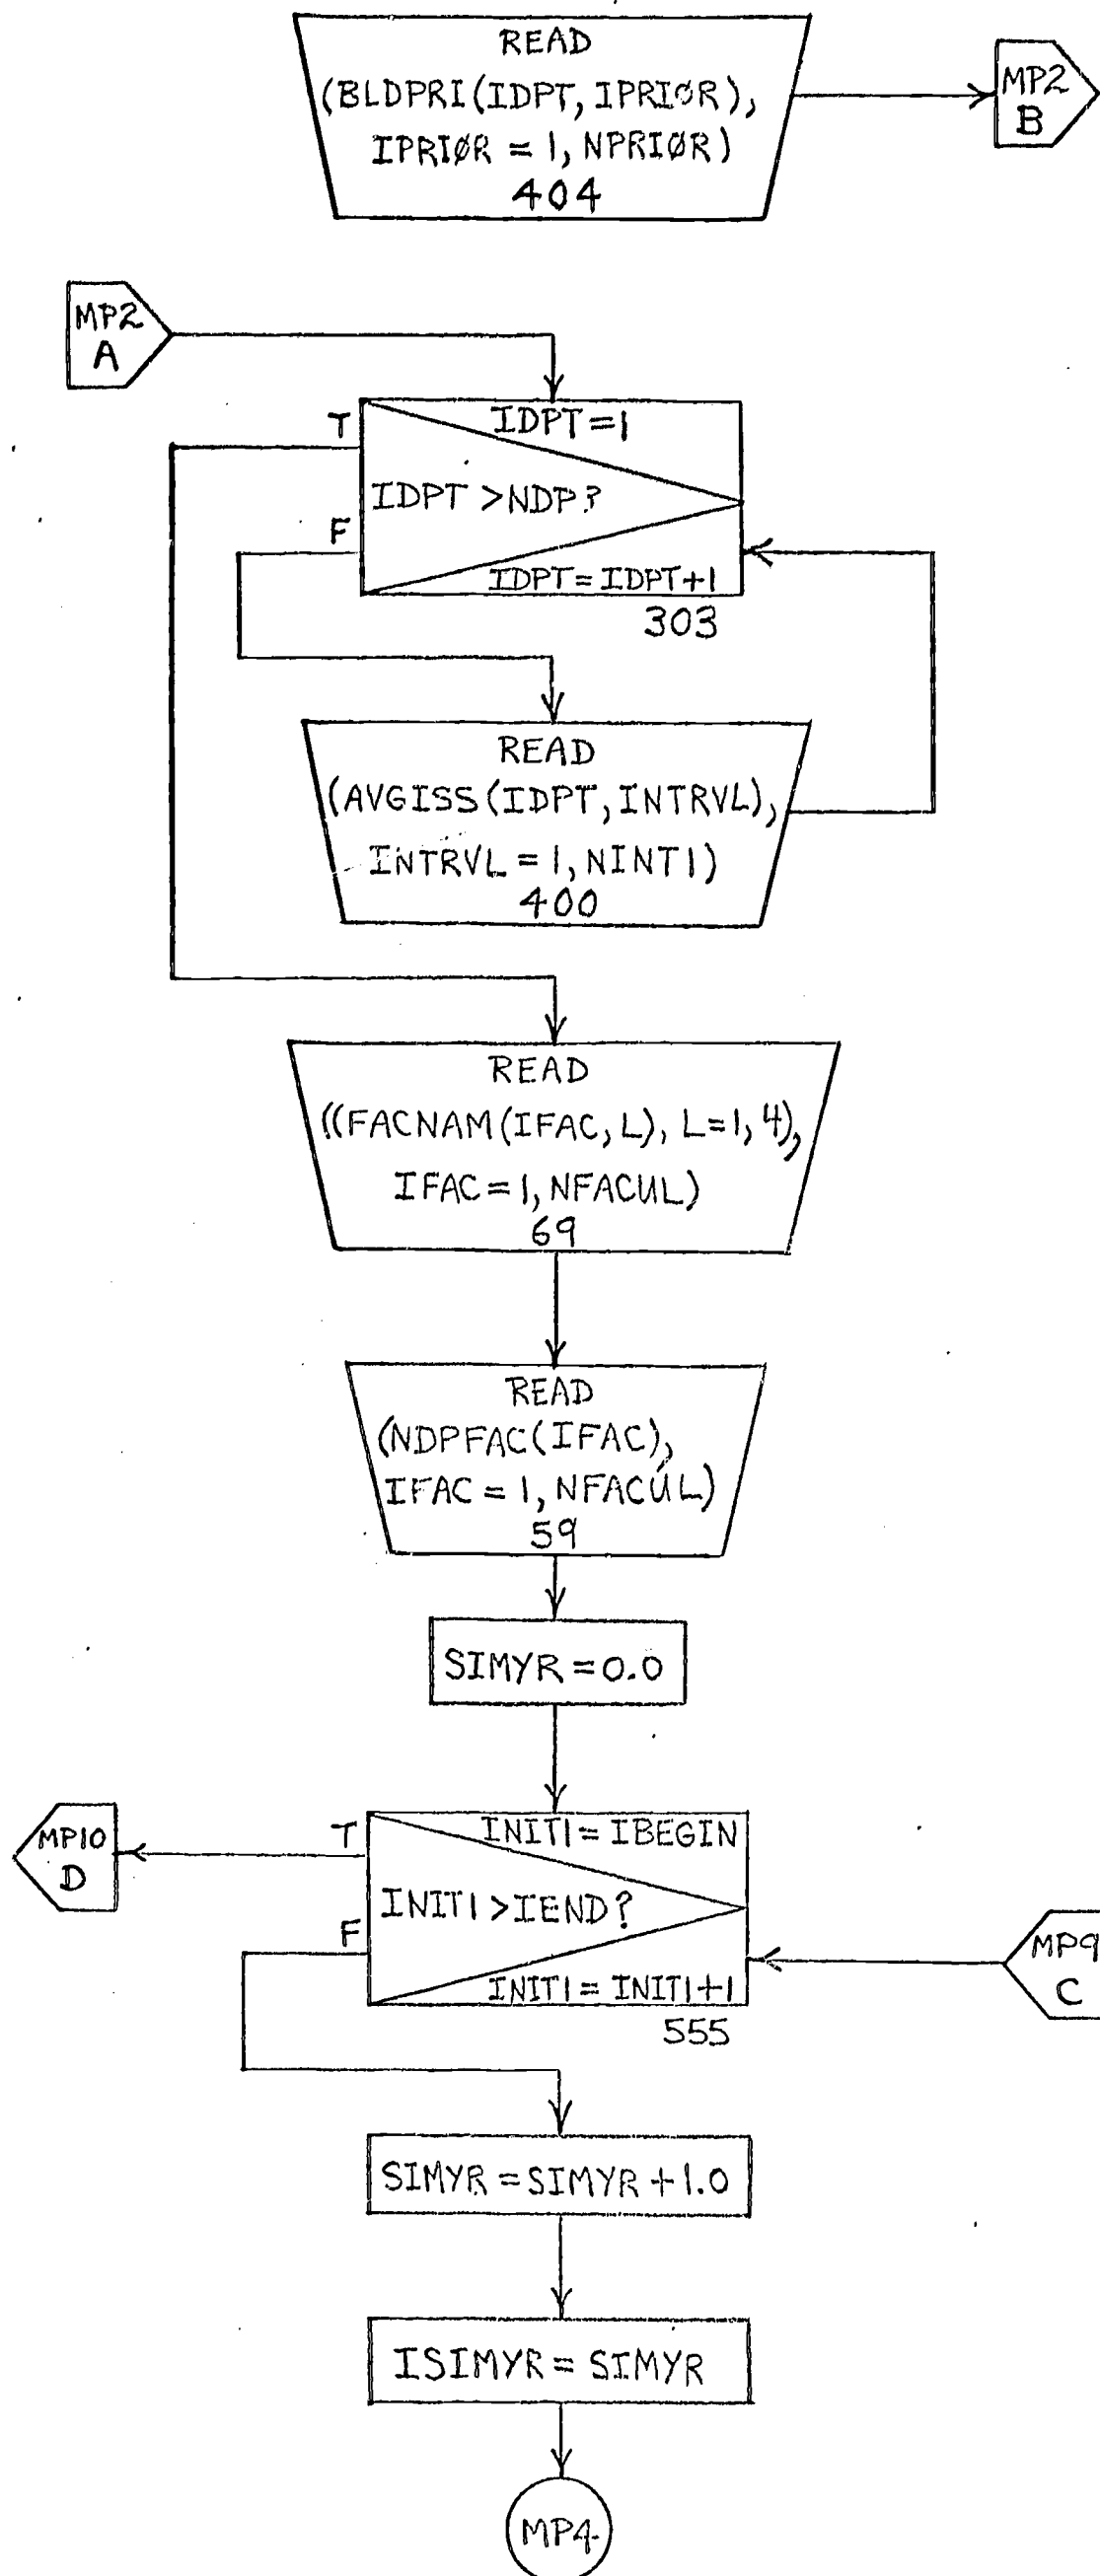 READ
(BLDPRI(IDPT, IPRIØR),
IPRIØR = 1, NPRIØR)
404
MP2
B
MP2
A
IDPT=1
T
IDPT >NDP?
F
IDPT=IDPT+1
303
READ
(AVGISS(IDPT,INTRVL),
INTRVL = 1, NINT1)
400
READ
((FACNAM(IFAC,L), L=1,4),
IFAC=1, NFACUL)
69
READ
(NDPFAC(IFAC),
IFAC = 1, NFACUL)
59
SIMYR =0.0
INIT1= IBEGIN
T
MP10
D
INIT1 >IEND?
F
MP9
C
INIT1= INIT1+1
555
SIMYR =SIMYR +1.0
ISIMYR= SIMYR
MP4